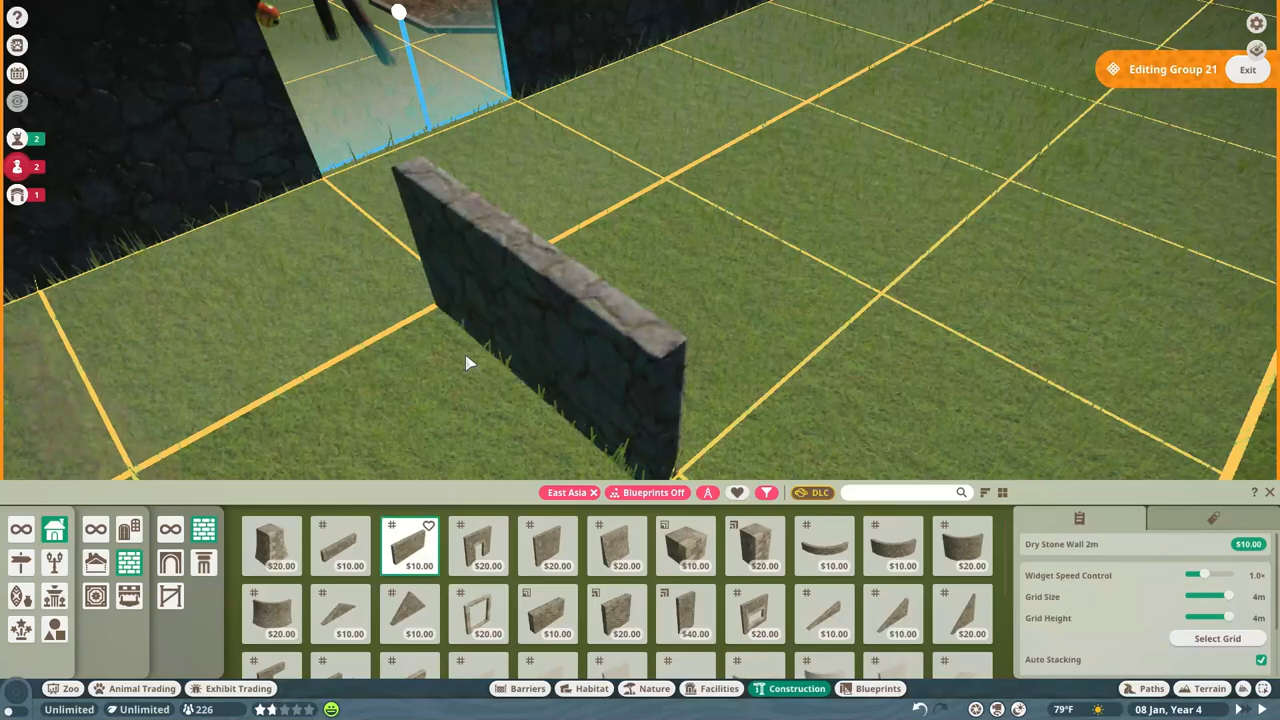 ?
Editing Group 21
Exit
2
2
1
East Asia ×
Blueprints Off
DLC
? ×
$20.00
$10.00
$10.00
$20.00
$20.00
$20.00
$10.00
$20.00
$10.00
$10.00
$20.00
$20.00
$10.00
$10.00
$20.00
$10.00
$20.00
$40.00
$20.00
$10.00
$10.00
$20.00
Dry Stone Wall 2m
$10.00
Widget Speed Control
1.0×
Grid Size
4m
Grid Height
4m
Select Grid
Auto Stacking
Zoo
Animal Trading
Exhibit Trading
Barriers
Habitat
Nature
Facilities
Construction
Blueprints
Paths
Terrain
Unlimited
Unlimited
226
79°F
08 Jan, Year 4